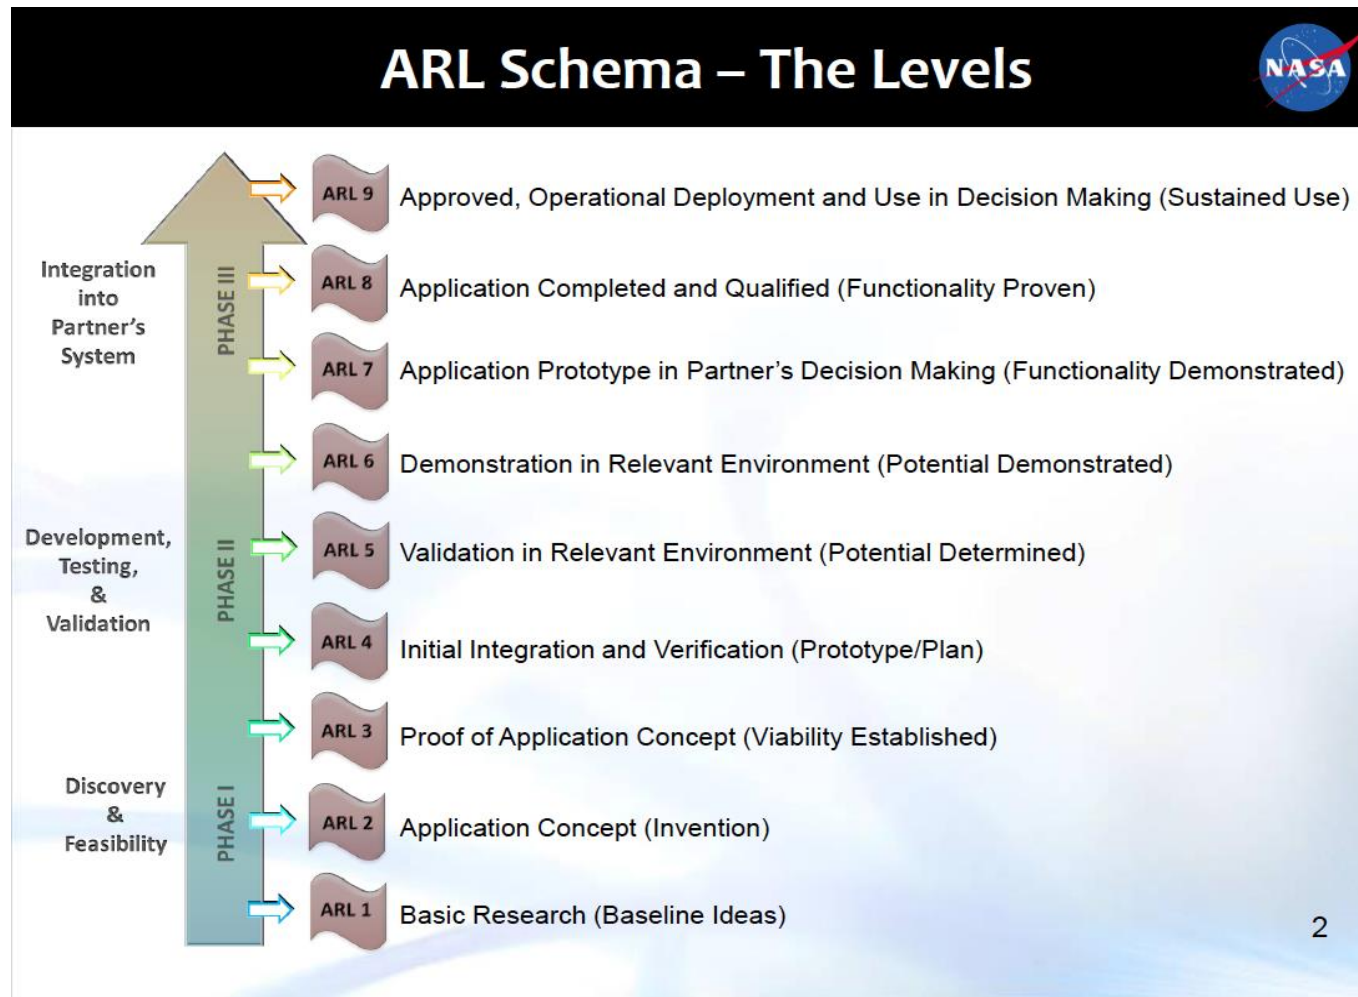 ARL Schema – The Levels
NASA
ARL 9
Approved, Operational Deployment and Use in Decision Making (Sustained Use)
Integration
into
Partner's
System
PHASE III
ARL 8
Application Completed and Qualified (Functionality Proven)
ARL 7
Application Prototype in Partner's Decision Making (Functionality Demonstrated)
ARL 6
Demonstration in Relevant Environment (Potential Demonstrated)
Development,
Testing,
&
Validation
PHASE II
ARL 5
Validation in Relevant Environment (Potential Determined)
ARL 4
Initial Integration and Verification (Prototype/Plan)
ARL 3
Proof of Application Concept (Viability Established)
Discovery
&
Feasibility
PHASE I
ARL 2
Application Concept (Invention)
ARL 1
Basic Research (Baseline Ideas)
2